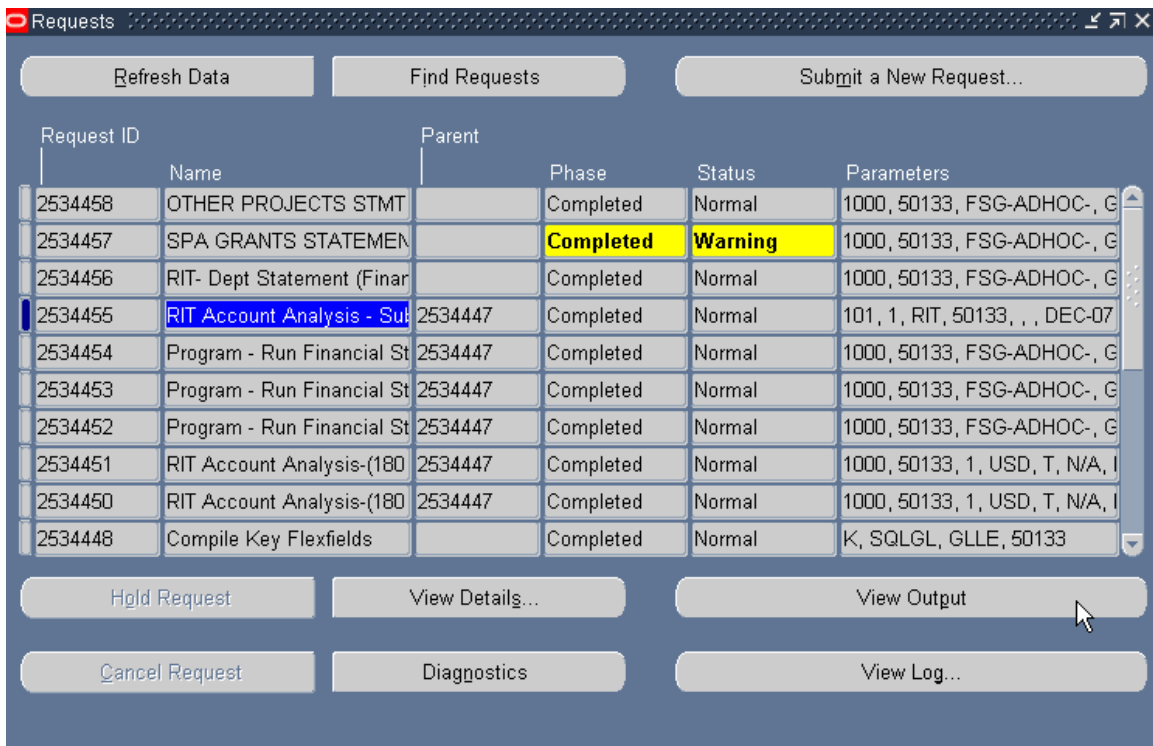 Requests
Refresh Data Find Requests Submit a New Request...
Request ID Parent
Name Phase Status Parameters
2534458 OTHER PROJECTS STMT Completed Normal 1000, 50133, FSG-ADHOC-, G
2534457 SPA GRANTS STATEMEN Completed Warning 1000, 50133, FSG-ADHOC-, G
2534456 RIT- Dept Statement (Finan Completed Normal 1000, 50133, FSG-ADHOC-, G
2534455 RIT Account Analysis - Sub 2534447 Completed Normal 101, 1, RIT, 50133, , , DEC-07
2534454 Program - Run Financial St 2534447 Completed Normal 1000, 50133, FSG-ADHOC-, G
2534453 Program - Run Financial St 2534447 Completed Normal 1000, 50133, FSG-ADHOC-, G
2534452 Program - Run Financial St 2534447 Completed Normal 1000, 50133, FSG-ADHOC-, G
2534451 RIT Account Analysis-(180 2534447 Completed Normal 1000, 50133, 1, USD, T, N/A, I
2534450 RIT Account Analysis-(180 2534447 Completed Normal 1000, 50133, 1, USD, T, N/A, I
2534448 Compile Key Flexfields Completed Normal K, SQLGL, GLLE, 50133
Hold Request View Details... View Output
Cancel Request Diagnostics View Log...